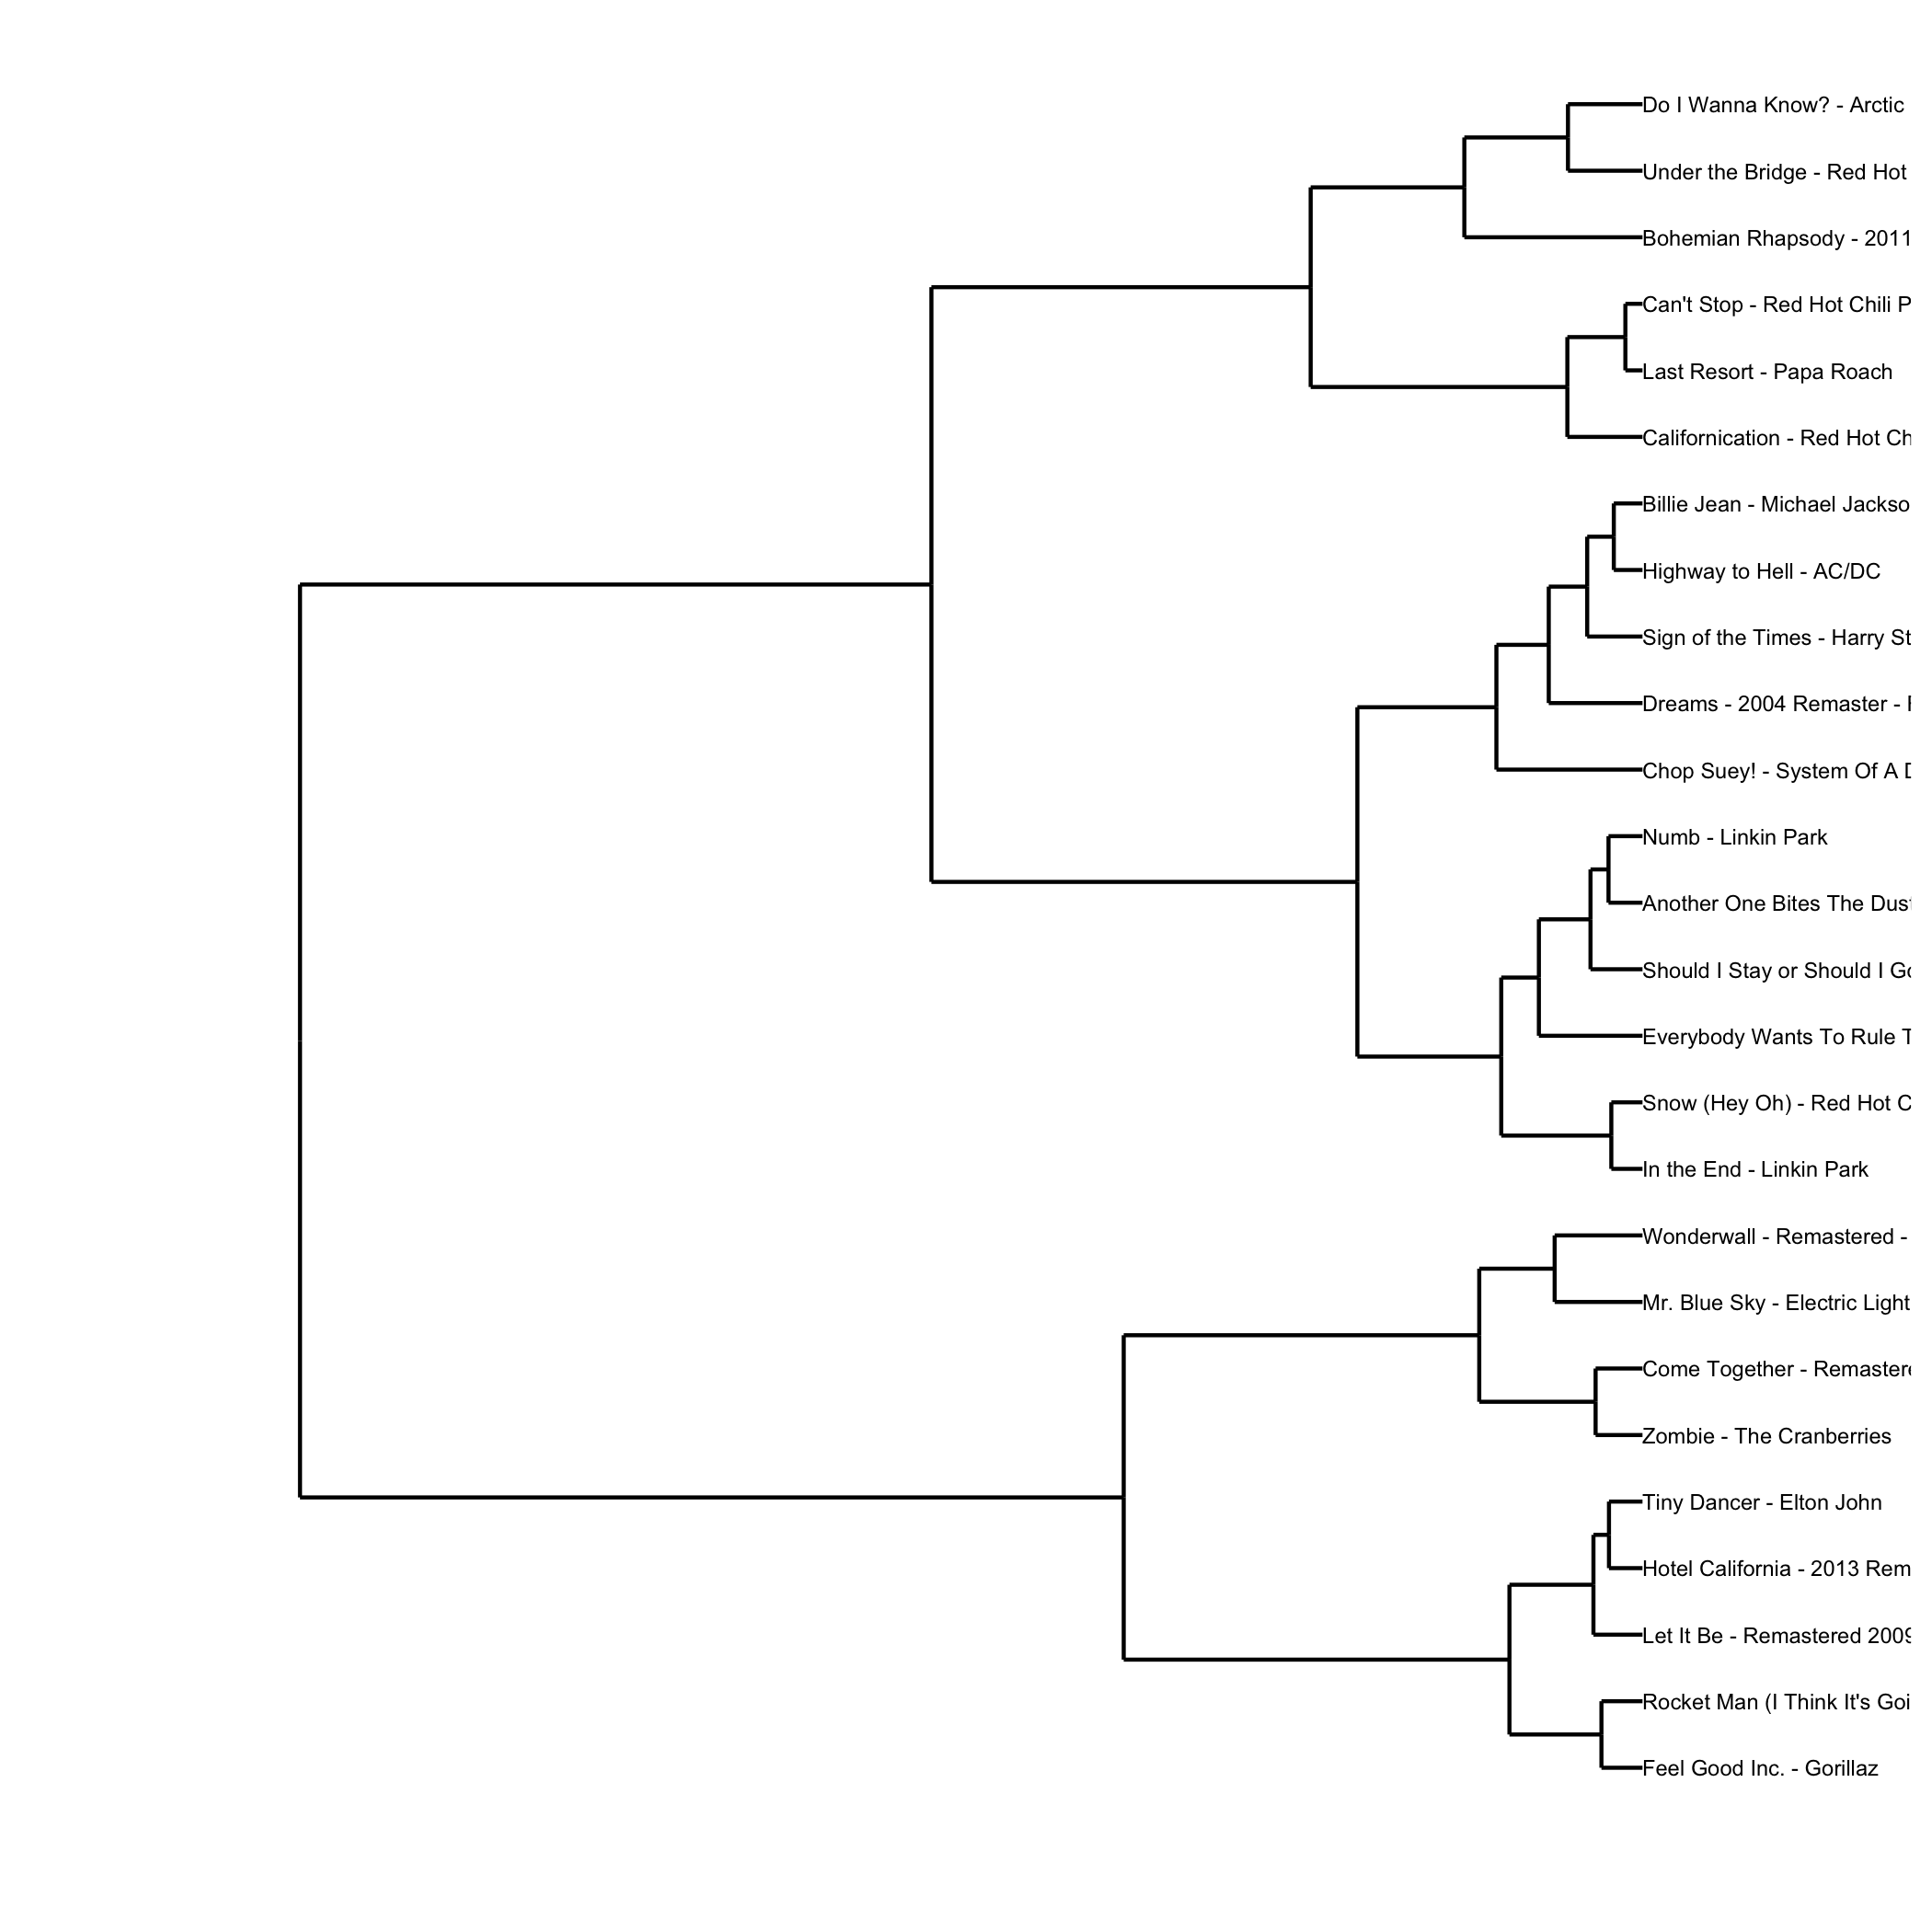 Do I Wanna Know? - Arctic
Under the Bridge - Red Hot
Bohemian Rhapsody - 2011
Can't Stop - Red Hot Chili P
Last Resort - Papa Roach
Californication - Red Hot Ch
Billie Jean - Michael Jackso
Highway to Hell - AC/DC
Sign of the Times - Harry St
Dreams - 2004 Remaster -
Chop Suey! - System Of A D
Numb - Linkin Park
Another One Bites The Dust
Should I Stay or Should I Go
Everybody Wants To Rule T
Snow (Hey Oh) - Red Hot C
In the End - Linkin Park
Wonderwall - Remastered -
Mr. Blue Sky - Electric Light
Come Together - Remastere
Zombie - The Cranberries
Tiny Dancer - Elton John
Hotel California - 2013 Rem
Let It Be - Remastered 2009
Rocket Man (I Think It's Goi
Feel Good Inc. - Gorillaz